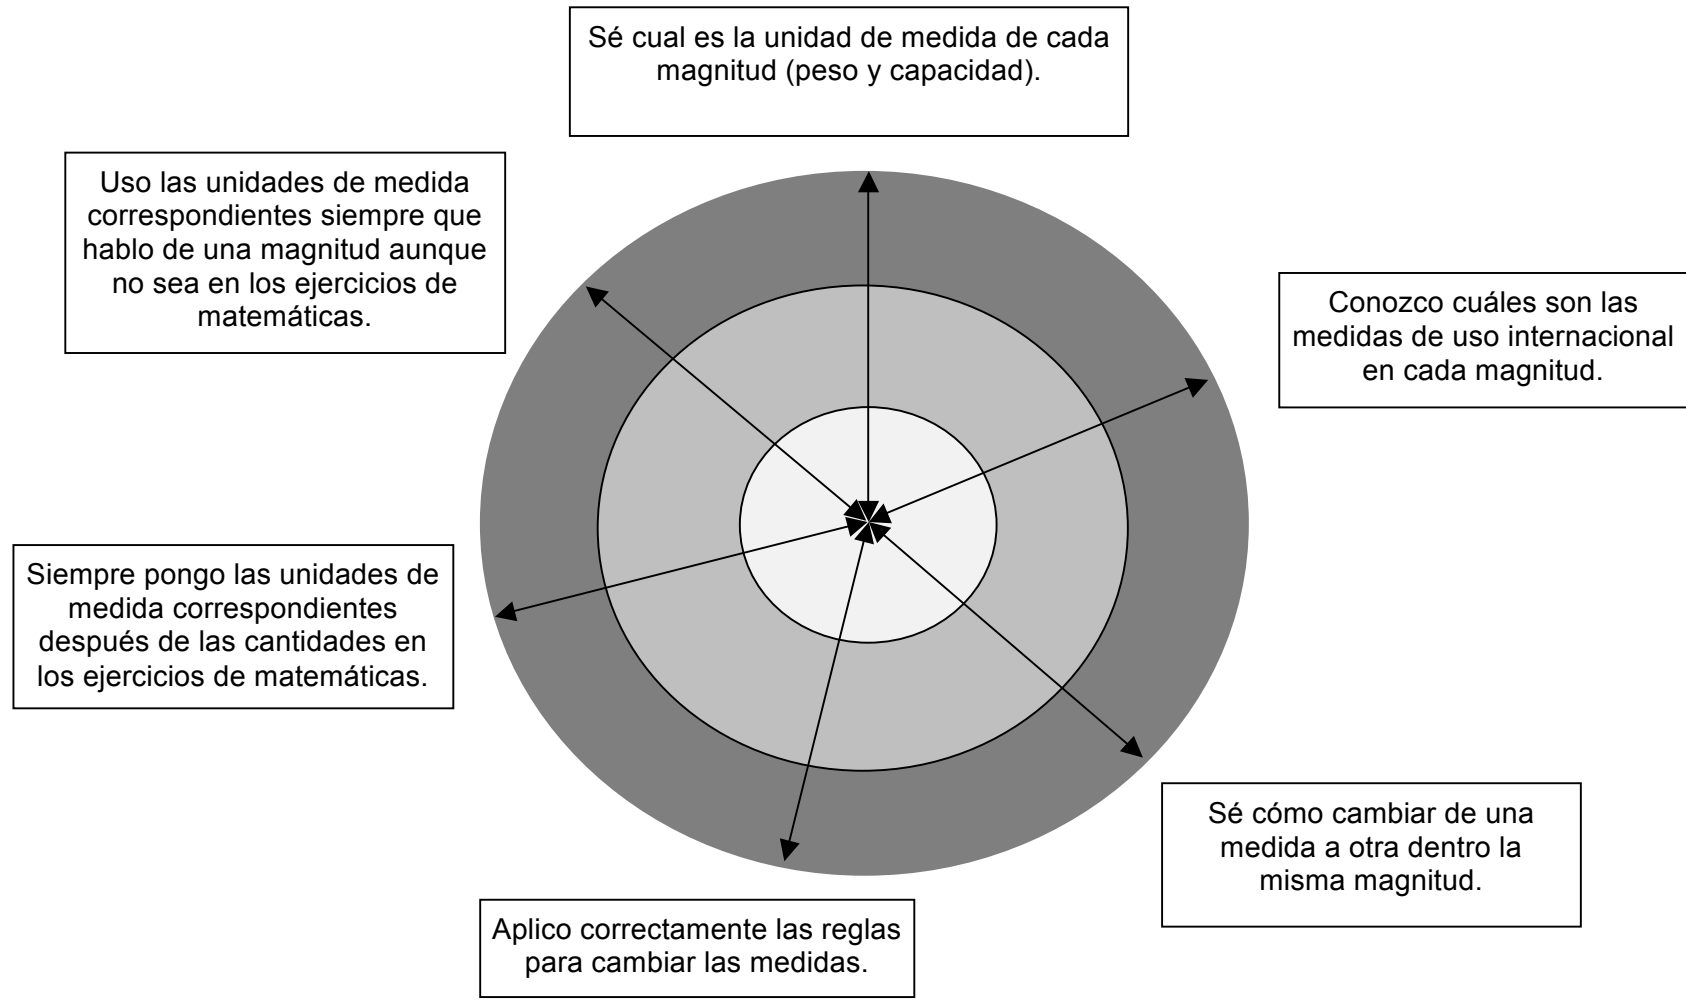 Sé cual es la unidad de medida de cada
magnitud (peso y capacidad).
Uso las unidades de medida
correspondientes siempre que
hablo de una magnitud aunque
no sea en los ejercicios de
matemáticas.
Conozco cuáles son las
medidas de uso internacional
en cada magnitud.
Siempre pongo las unidades de
medida correspondientes
después de las cantidades en
los ejercicios de matemáticas.
Sé cómo cambiar de una
medida a otra dentro la
misma magnitud.
Aplico correctamente las reglas
para cambiar las medidas.